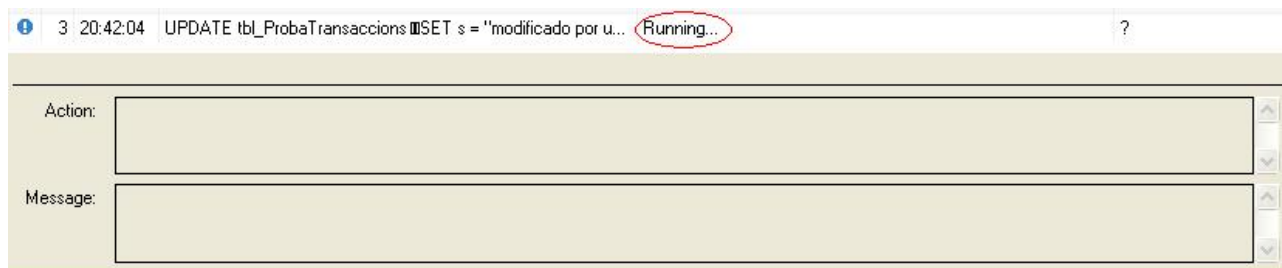 3 20:42:04 UPDATE tbl_ProbaTransaccions SET s = "modificado por u... Running... ?
Action:
Message: